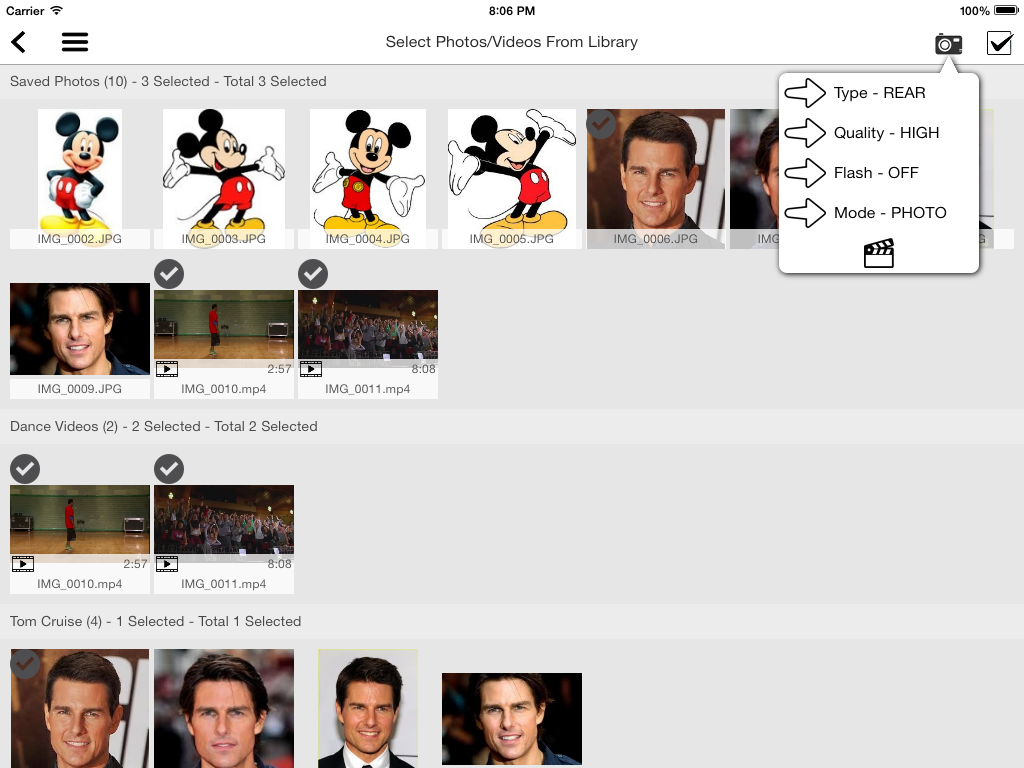 Carrier 8:06 PM 100%
Select Photos/Videos From Library
Saved Photos (10) - 3 Selected - Total 3 Selected
Type - REAR
Quality - HIGH
Flash - OFF
Mode - PHOTO
IMG_0002.JPG IMG_0003.JPG IMG_0004.JPG IMG_0005.JPG IMG_0006.JPG
2:57 8:08
IMG_0009.JPG IMG_0010.mp4 IMG_0011.mp4
Dance Videos (2) - 2 Selected - Total 2 Selected
2:57 8:08
IMG_0010.mp4 IMG_0011.mp4
Tom Cruise (4) - 1 Selected - Total 1 Selected